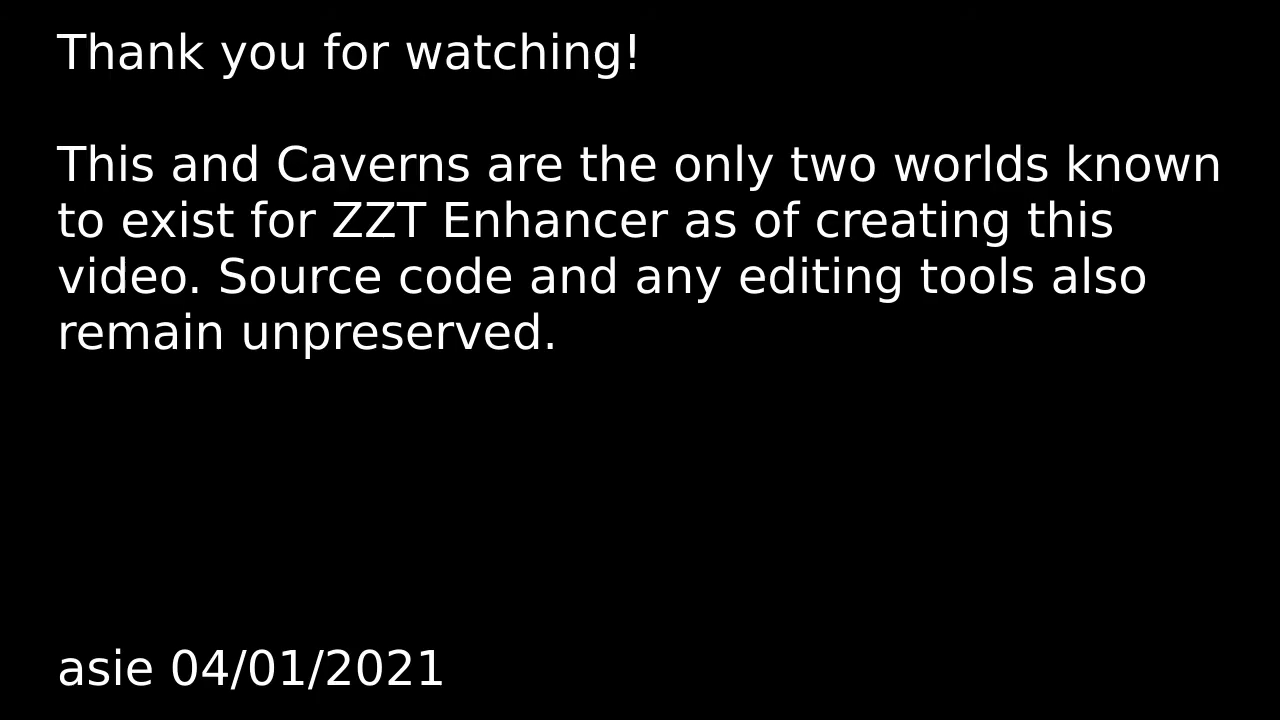 Thank you for watching!
This and Caverns are the only two worlds known
to exist for ZZT Enhancer as of creating this
video. Source code and any editing tools also
remain unpreserved.
asie 04/01/2021